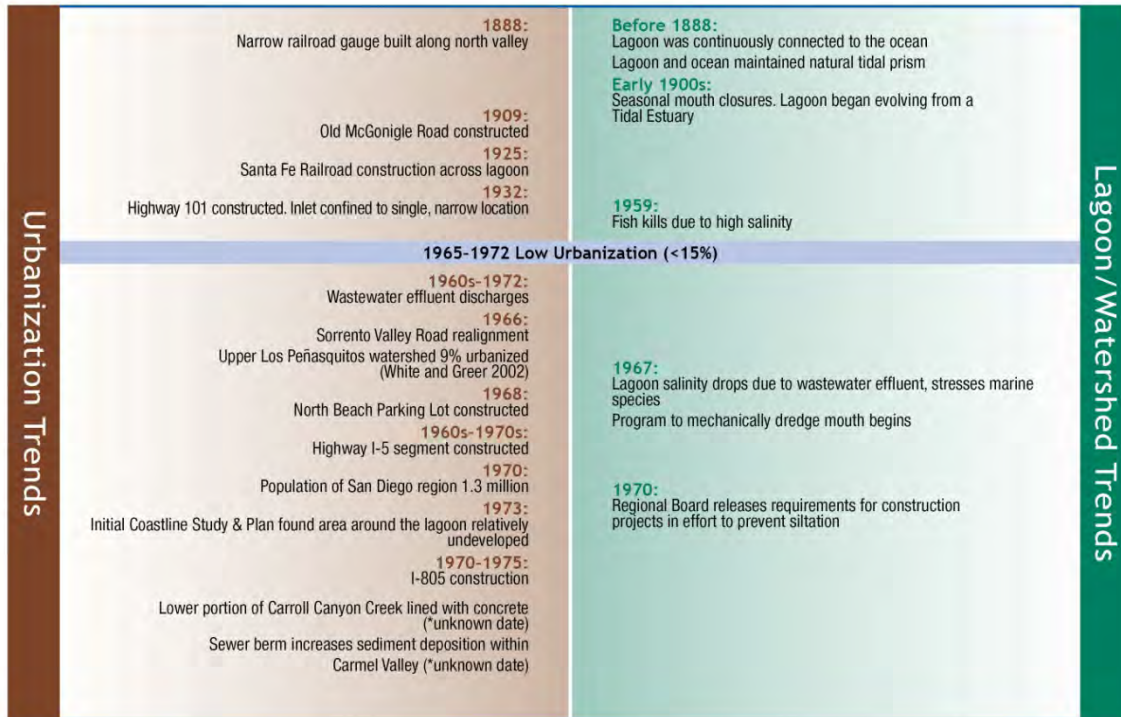 Urbanization Trends
1888:
Narrow railroad gauge built along north valley
1909:
Old McGonigle Road constructed
1925:
Santa Fe Railroad construction across lagoon
1932:
Highway 101 constructed. Inlet confined to single, narrow location
Before 1888:
Lagoon was continuously connected to the ocean
Lagoon and ocean maintained natural tidal prism
Early 1900s:
Seasonal mouth closures. Lagoon began evolving from a
Tidal Estuary
1959:
Fish kills due to high salinity
1965-1972 Low Urbanization (<15%)
1960s-1972:
Wastewater effluent discharges
1966:
Sorrento Valley Road realignment
Upper Los Peñasquitos watershed 9% urbanized
(White and Greer 2002)
1968:
North Beach Parking Lot constructed
1960s-1970s:
Highway I-5 segment constructed
1970:
Population of San Diego region 1.3 million
1973:
Initial Coastline Study & Plan found area around the lagoon relatively
undeveloped
1970-1975:
I-805 construction
Lower portion of Carroll Canyon Creek lined with concrete
(*unknown date)
Sewer berm increases sediment deposition within
Carmel Valley (*unknown date)
1967:
Lagoon salinity drops due to wastewater effluent, stresses marine
species
Program to mechanically dredge mouth begins
1970:
Regional Board releases requirements for construction
projects in effort to prevent siltation
Lagoon/Watershed Trends